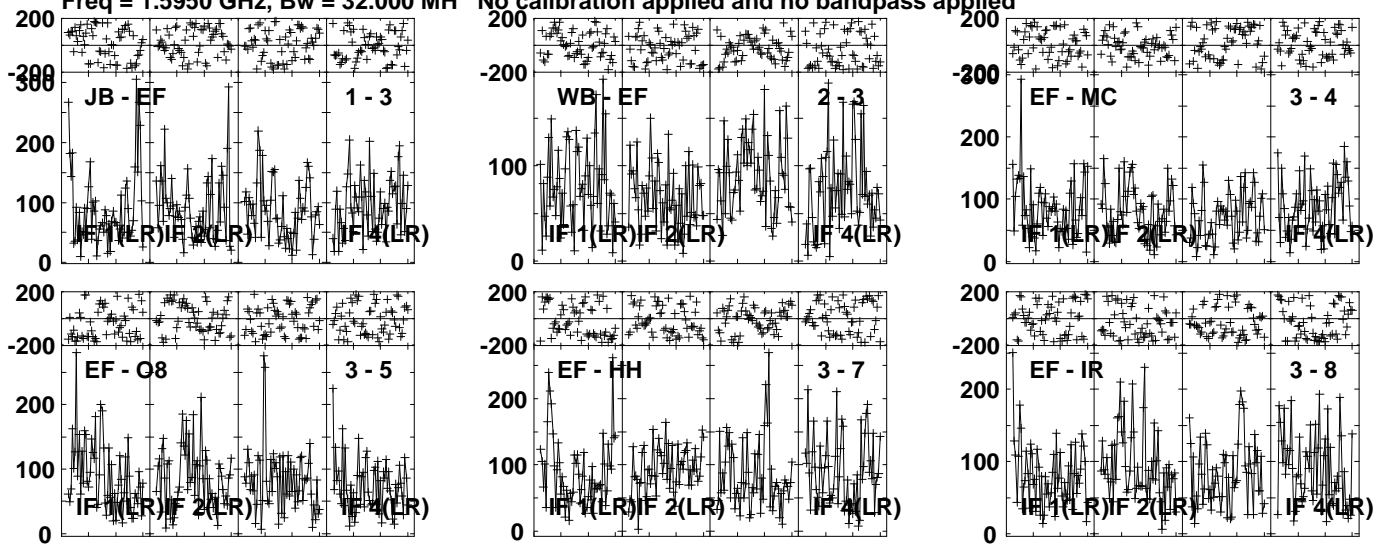 Freq = 1.5950 GHz, Bw = 32.000 MH   No calibration applied and no bandpass applied
200
-200
300
200
100
0
JB - EF
1 - 3
IF 1(LR)
IF 2(LR)
IF 4(LR)
200
-200
100
0
WB - EF
2 - 3
IF 1(LR)
IF 2(LR)
IF 4(LR)
200
-200
300
200
100
0
EF - MC
3 - 4
IF 1(LR)
IF 2(LR)
IF 4(LR)
200
-200
200
100
0
EF - O8
3 - 5
IF 1(LR)
IF 2(LR)
IF 4(LR)
200
-200
200
100
0
EF - HH
3 - 7
IF 1(LR)
IF 2(LR)
IF 4(LR)
200
-200
200
100
0
EF - IR
3 - 8
IF 1(LR)
IF 2(LR)
IF 4(LR)